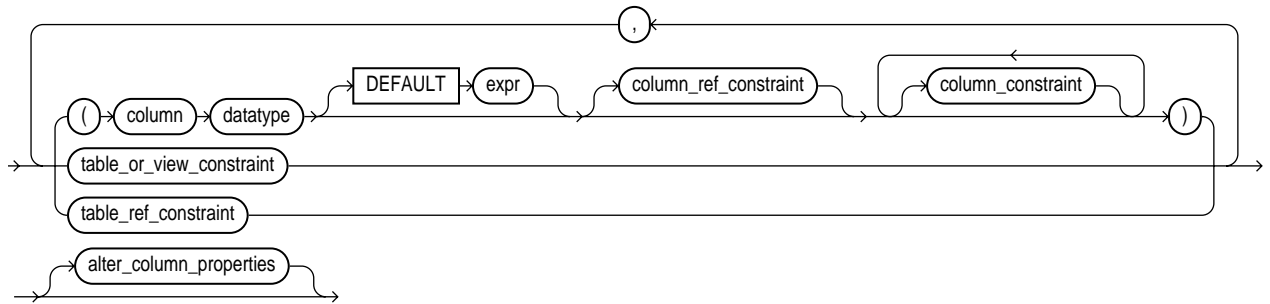 ,
DEFAULT expr column_ref_constraint column_constraint
( column datatype )
table_or_view_constraint
table_ref_constraint
alter_column_properties